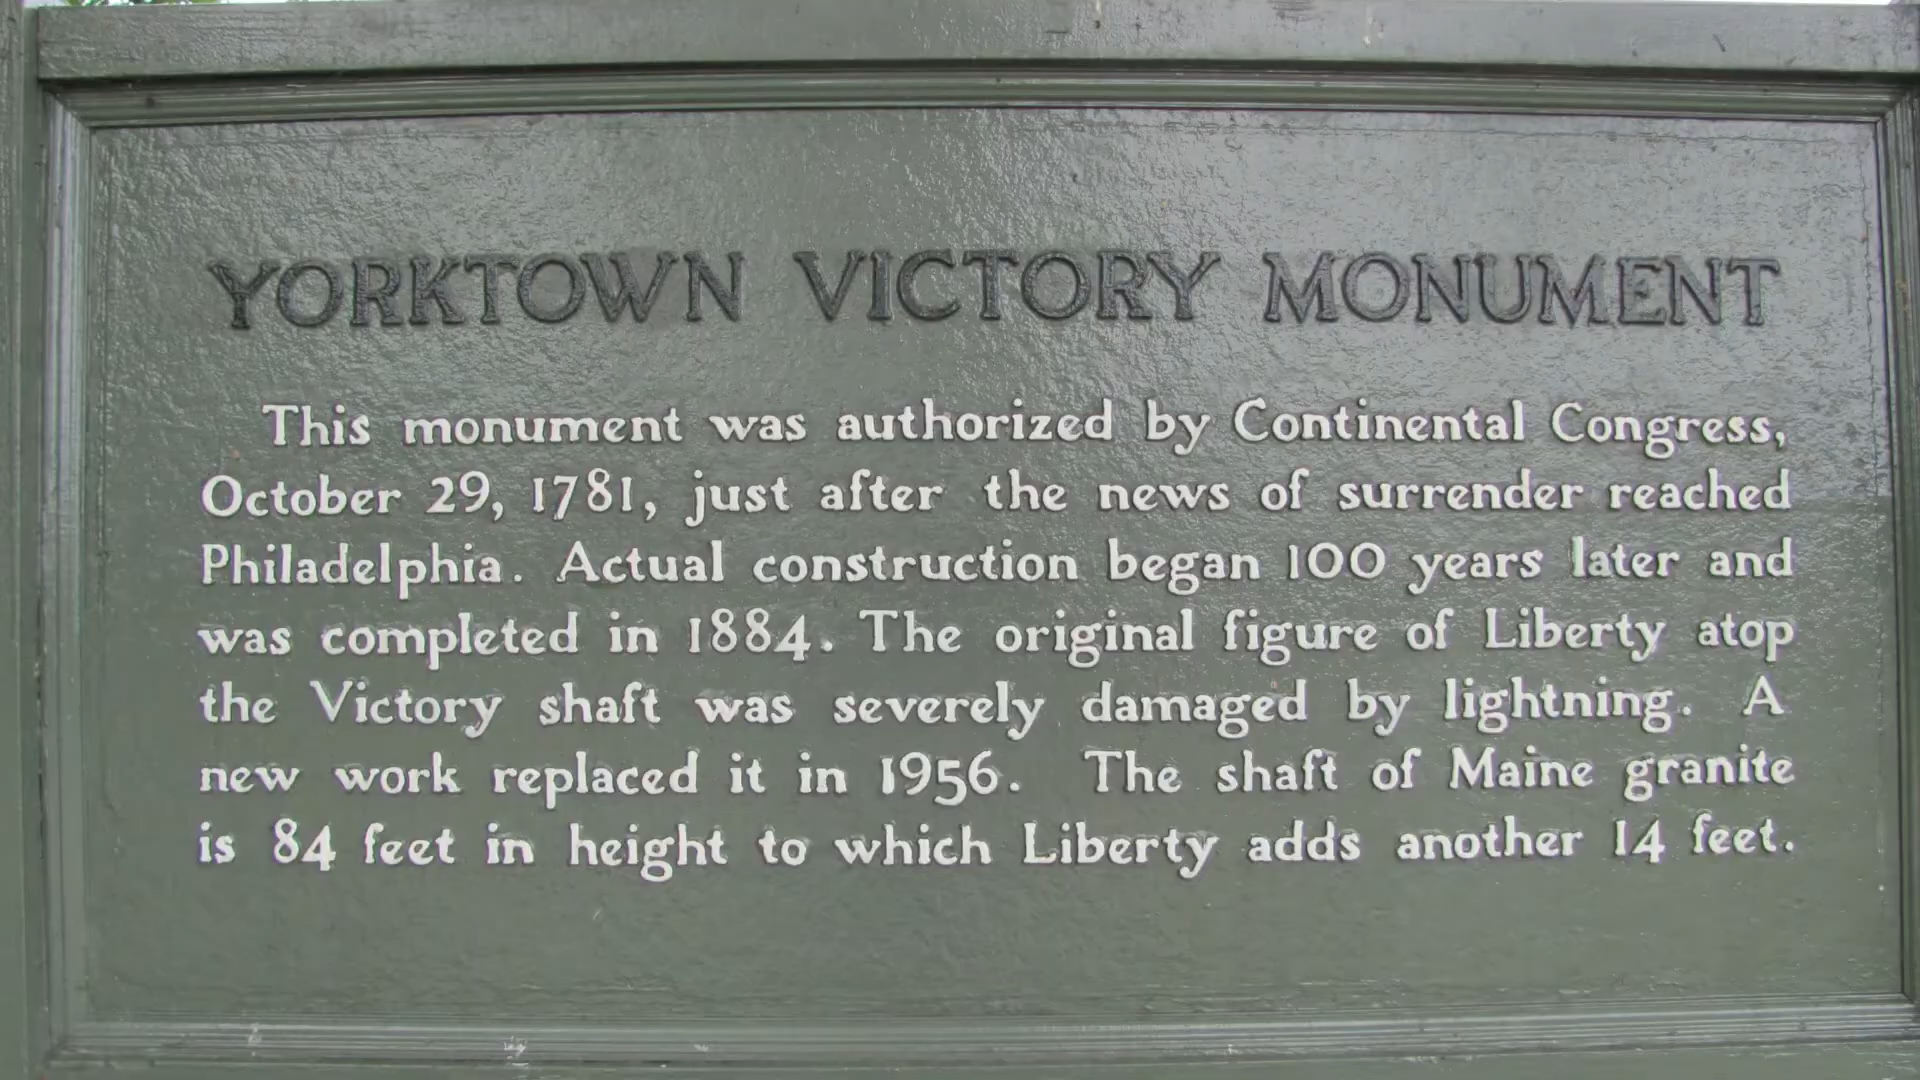 YORKTOWN VICTORY MONUMENT
This monument was authorized by Continental Congress,
October 29, 1781, just after the news of surrender reached
Philadelphia. Actual construction began 100 years later and
was completed in 1884. The original figure of Liberty atop
the Victory shaft was severely damaged by lightning. A
new work replaced it in 1956. The shaft of Maine granite
is 84 feet in height to which Liberty adds another 14 feet.